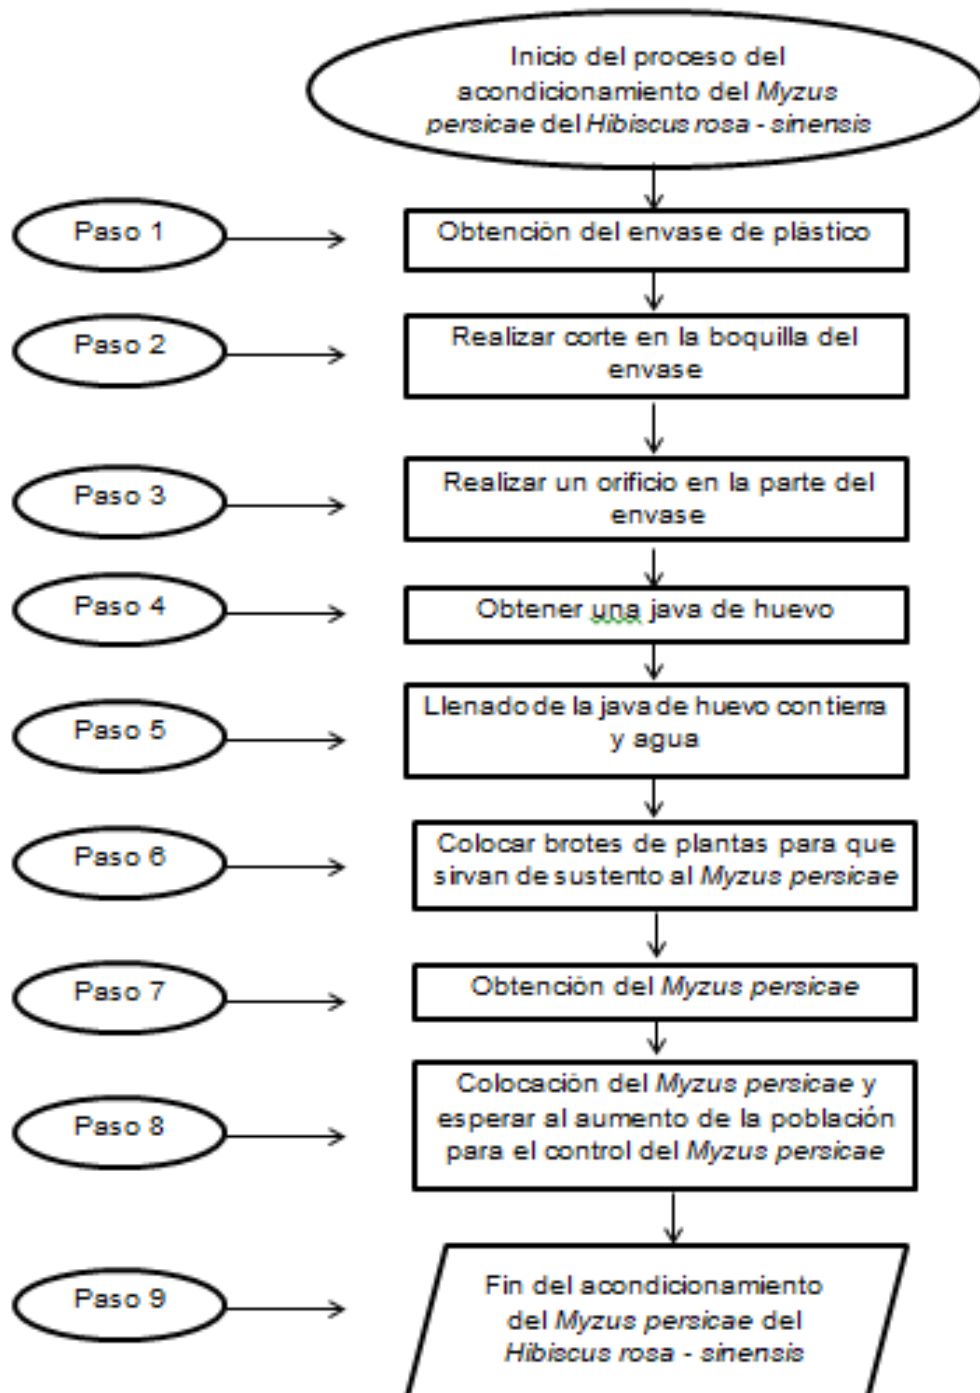 Inicio del proceso del
acondicionamiento del Myzus
persicae del Hibiscus rosa - sinensis
Paso 1
Obtención del envase de plástico
Paso 2
Realizar corte en la boquilla del
envase
Paso 3
Realizar un orificio en la parte del
envase
Paso 4
Obtener una java de huevo
Paso 5
Llenado de la java de huevo con tierra
y agua
Paso 6
Colocar brotes de plantas para que
sirvan de sustento al Myzus persicae
Paso 7
Obtención del Myzus persicae
Paso 8
Colocación del Myzus persicae y
esperar al aumento de la población
para el control del Myzus persicae
Paso 9
Fin del acondicionamiento
del Myzus persicae del
Hibiscus rosa - sinensis